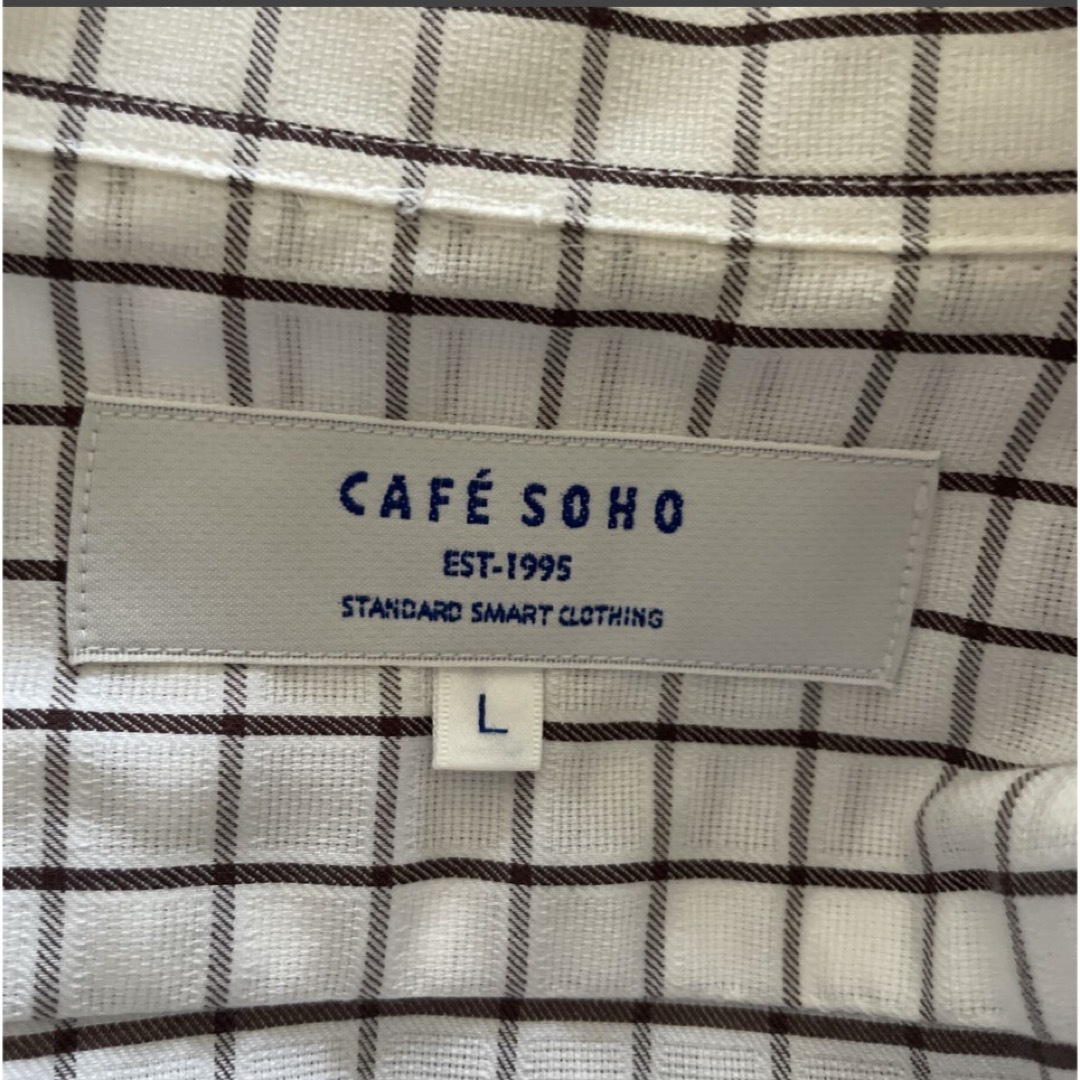 CAFÉ SOHO
EST-1995
STANDARD SMART CLOTHING
L